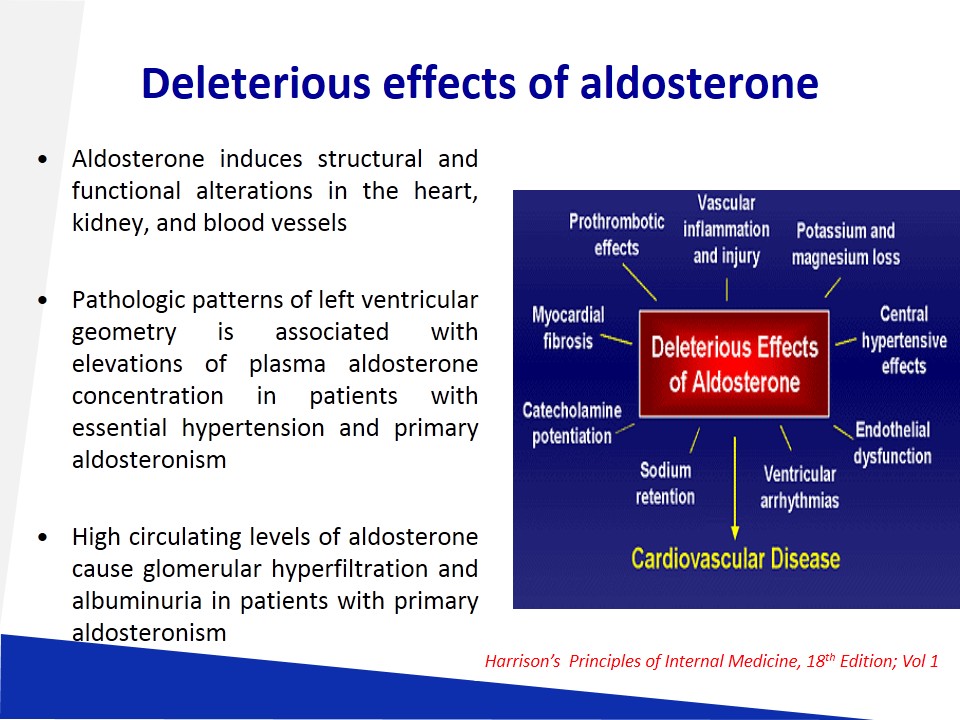 Deleterious effects of aldosterone
• Aldosterone induces structural and
functional alterations in the heart,
kidney, and blood vessels
• Pathologic patterns of left ventricular
geometry is associated with
elevations of plasma aldosterone
concentration in patients with
essential hypertension and primary
aldosteronism
• High circulating levels of aldosterone
cause glomerular hyperfiltration and
albuminuria in patients with primary
aldosteronism
Prothrombotic
effects
Vascular
inflammation
and injury
Potassium and
magnesium loss
Myocardial
fibrosis
Central
hypertensive
effects
Deleterious Effects
of Aldosterone
Catecholamine
potentiation
Endothelial
dysfunction
Sodium
retention
Ventricular
arrhythmias
Cardiovascular Disease
Harrison’s Principles of Internal Medicine, 18th Edition; Vol 1